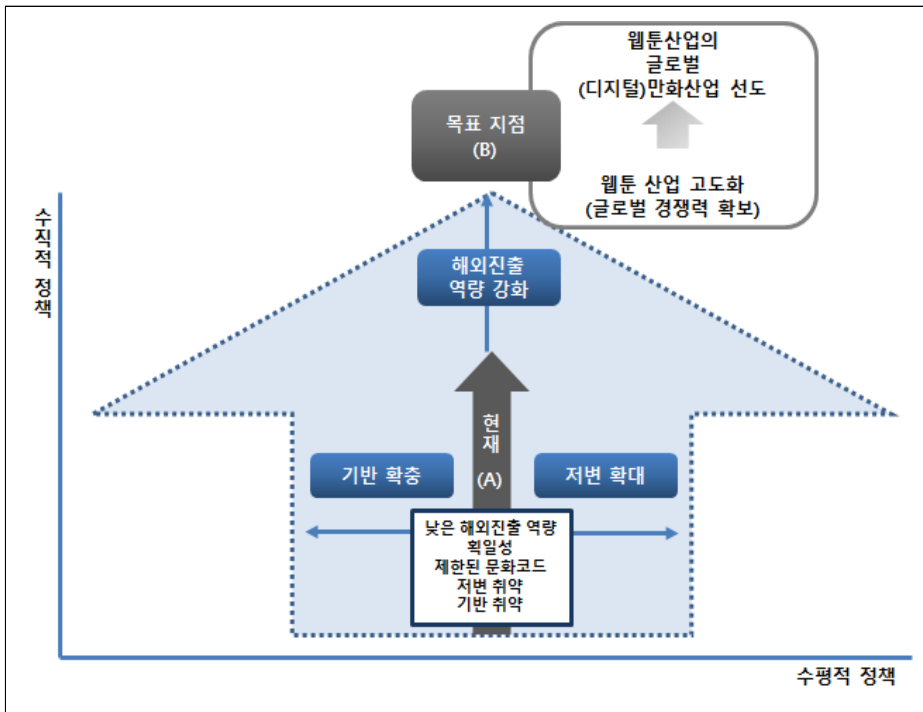 웹툰산업의
글로벌
(디지털)만화산업 선도
목표 지점
(B)
웹툰 산업 고도화
(글로벌 경쟁력 확보)
수직적 정책
해외진출
역량 강화
현재
(A)
기반 확충
저변 확대
낮은 해외진출 역량
획일성
제한된 문화코드
저변 취약
기반 취약
수평적 정책